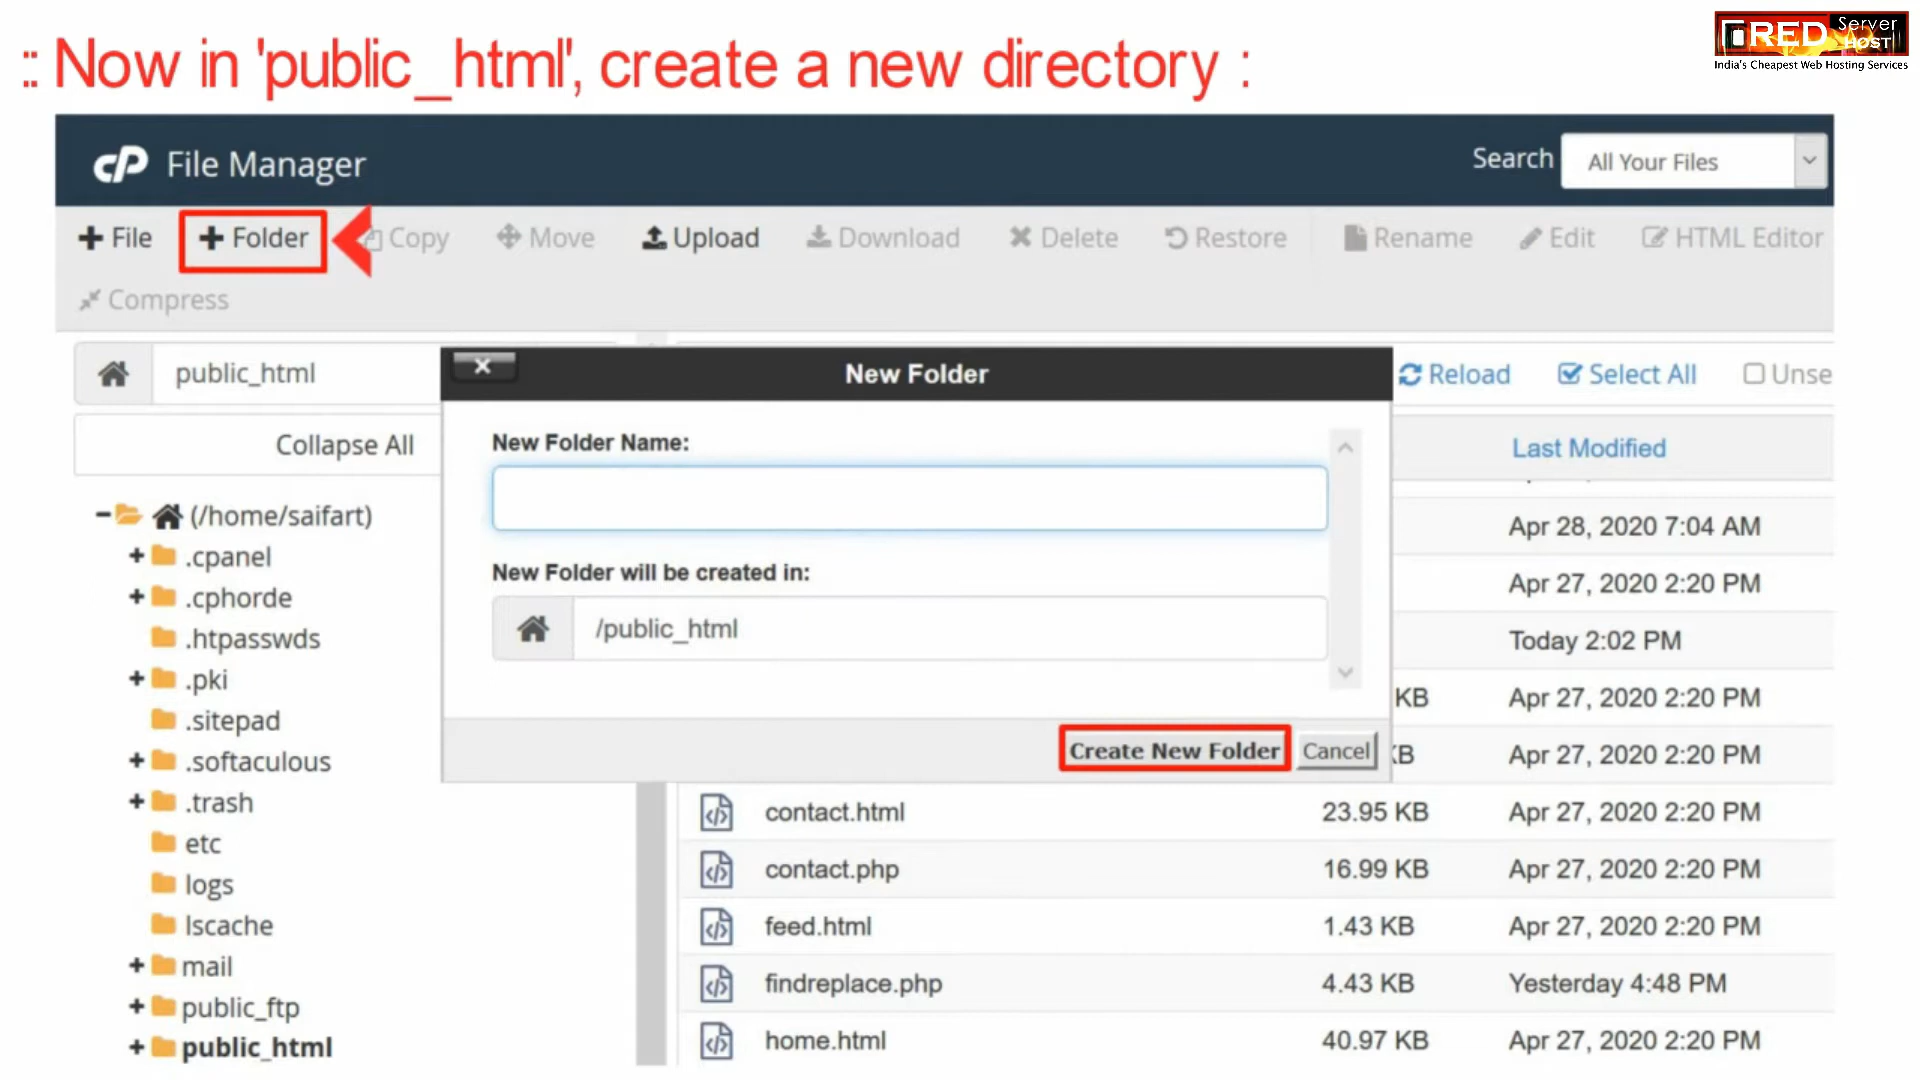 :: Now in 'public_html', create a new directory :
RED Server
HOST
India's Cheapest Web Hosting Services
cP File Manager
Search All Your Files
File Folder Copy Move Upload Download Delete Restore Rename Edit HTML Editor
Compress
public_html
Collapse All
(/home/saifart)
.cpanel
.cphorde
.htpasswds
.pki
.sitepad
.softaculous
.trash
etc
logs
lscache
mail
public_ftp
public_html
New Folder
New Folder Name:
New Folder will be created in:
/public_html
Create New Folder Cancel
Reload Select All Unse
Last Modified
Apr 28, 2020 7:04 AM
Apr 27, 2020 2:20 PM
Today 2:02 PM
KB Apr 27, 2020 2:20 PM
KB Apr 27, 2020 2:20 PM
contact.html 23.95 KB Apr 27, 2020 2:20 PM
contact.php 16.99 KB Apr 27, 2020 2:20 PM
feed.html 1.43 KB Apr 27, 2020 2:20 PM
findreplace.php 4.43 KB Yesterday 4:48 PM
home.html 40.97 KB Apr 27, 2020 2:20 PM